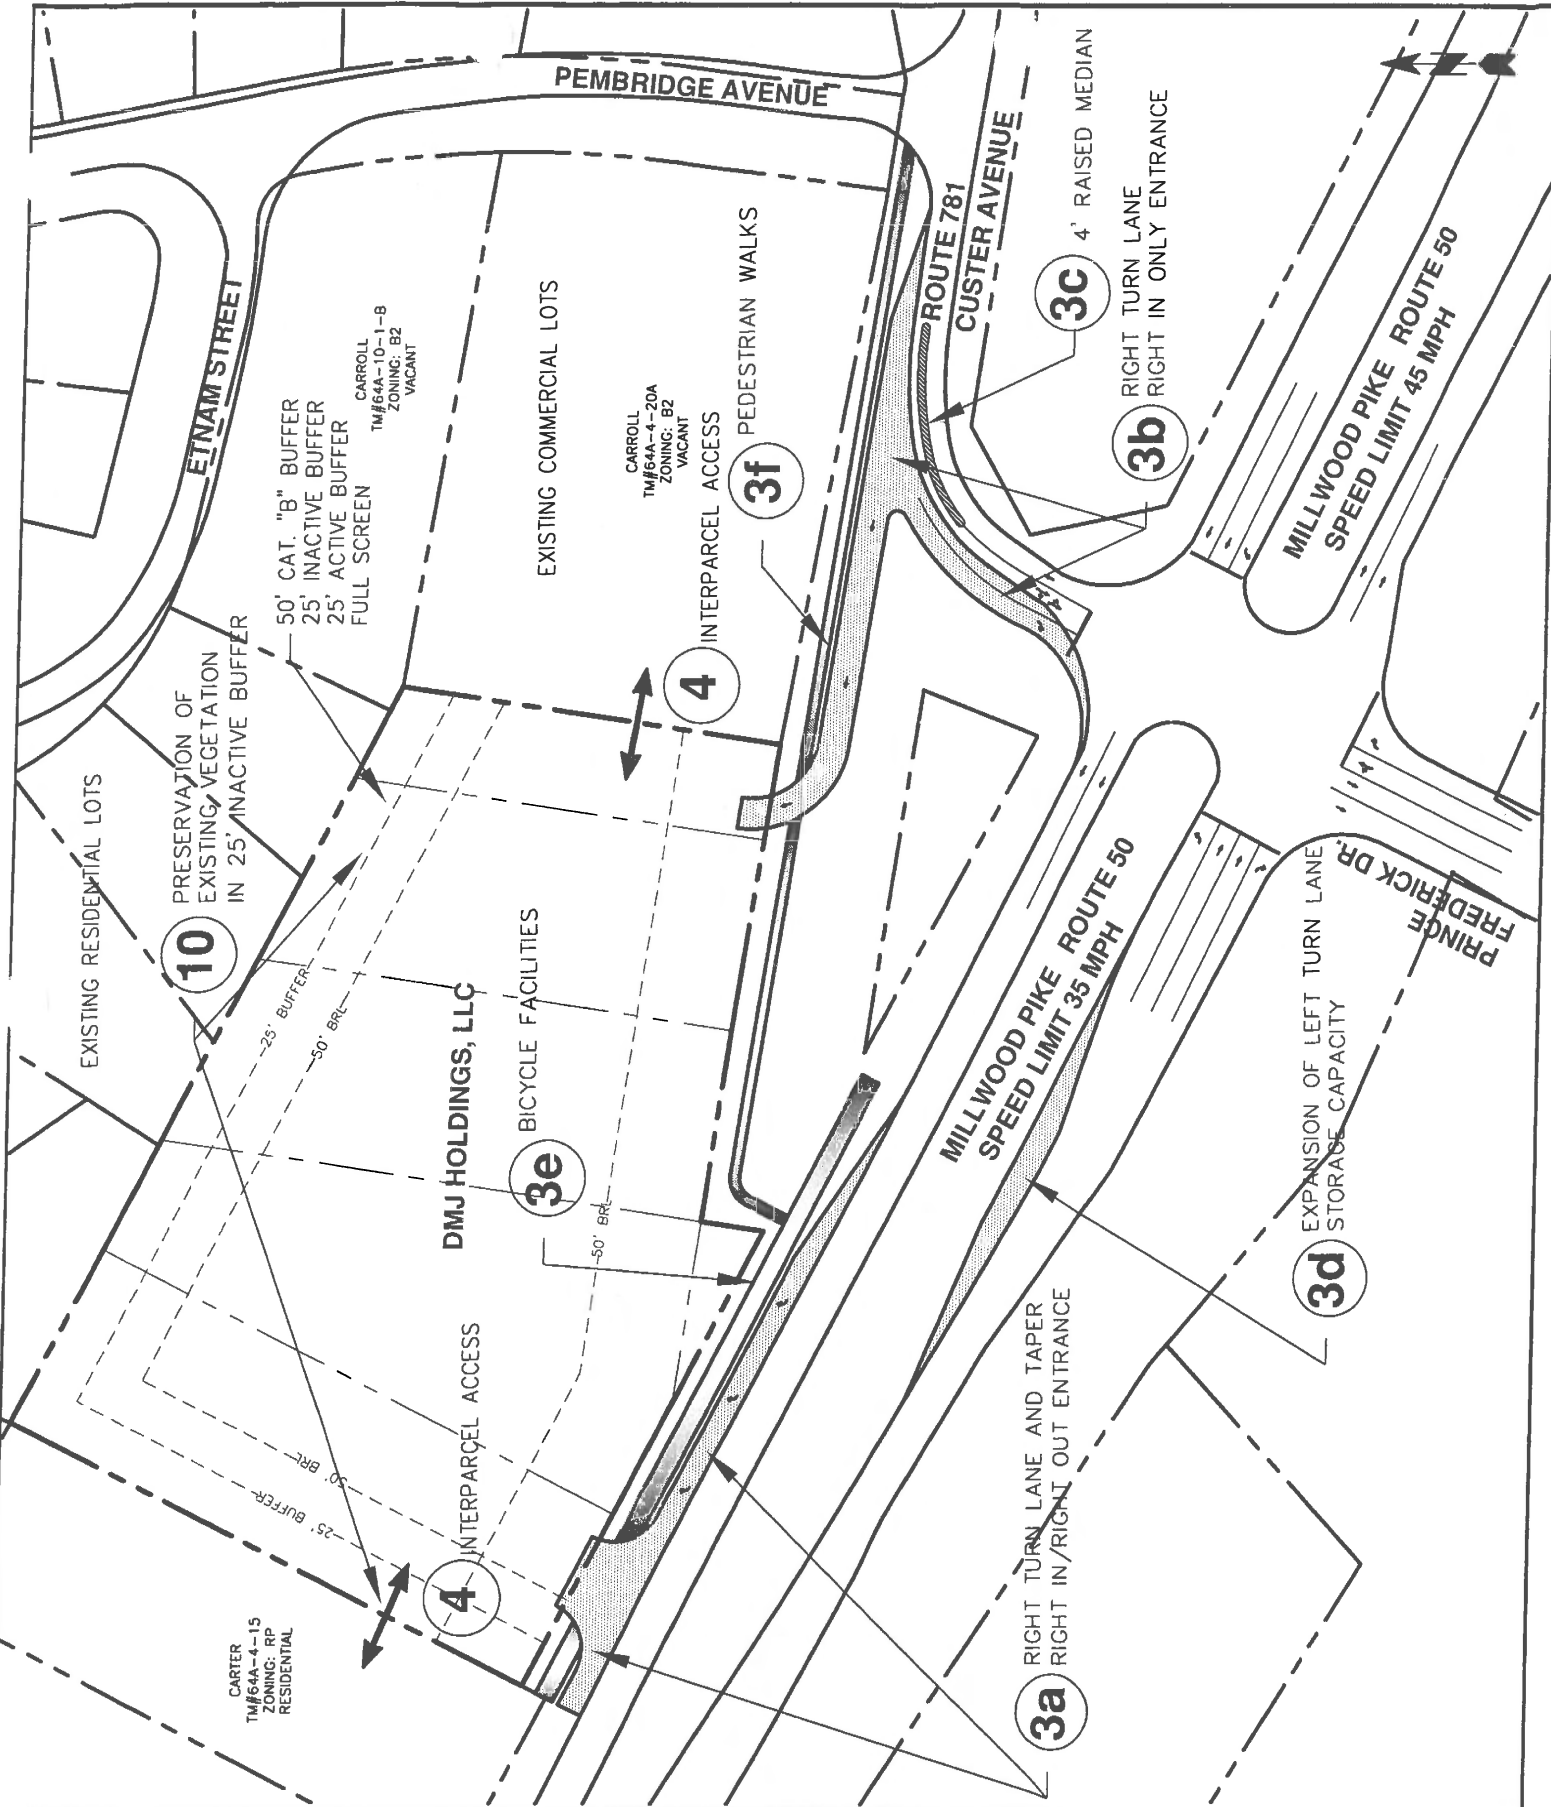 PEMBRIDGE AVENUE
ETNAM STREET
ROUTE 781
CUSTER AVENUE
3c
4' RAISED MEDIAN
3b
RIGHT TURN LANE
RIGHT IN ONLY ENTRANCE
MILLWOOD PIKE ROUTE 50
SPEED LIMIT 45 MPH
CARROLL
TM#64A-10-1-8
ZONING: B2
VACANT
50' CAT. "B" BUFFER
25' INACTIVE BUFFER
25' ACTIVE BUFFER
FULL SCREEN
EXISTING COMMERCIAL LOTS
CARROLL
TM#64A-4-20A
ZONING: B2
VACANT
4
INTERPARCEL ACCESS
3f
PEDESTRIAN WALKS
EXISTING RESIDENTIAL LOTS
10
PRESERVATION OF
EXISTING VEGETATION
IN 25' INACTIVE BUFFER
25' BUFFER
50' BRL
DMJ HOLDINGS, LLC
3e
BICYCLE FACILITIES
50' BRL
MILLWOOD PIKE ROUTE 50
SPEED LIMIT 35 MPH
PRINCE
FREDERICK DR.
3d
EXPANSION OF LEFT TURN LANE
STORAGE CAPACITY
CARTER
TM#64A-4-15
ZONING: RP
RESIDENTIAL
25' BUFFER
50' BRL
4
INTERPARCEL ACCESS
3a
RIGHT TURN LANE AND TAPER
RIGHT IN/RIGHT OUT ENTRANCE